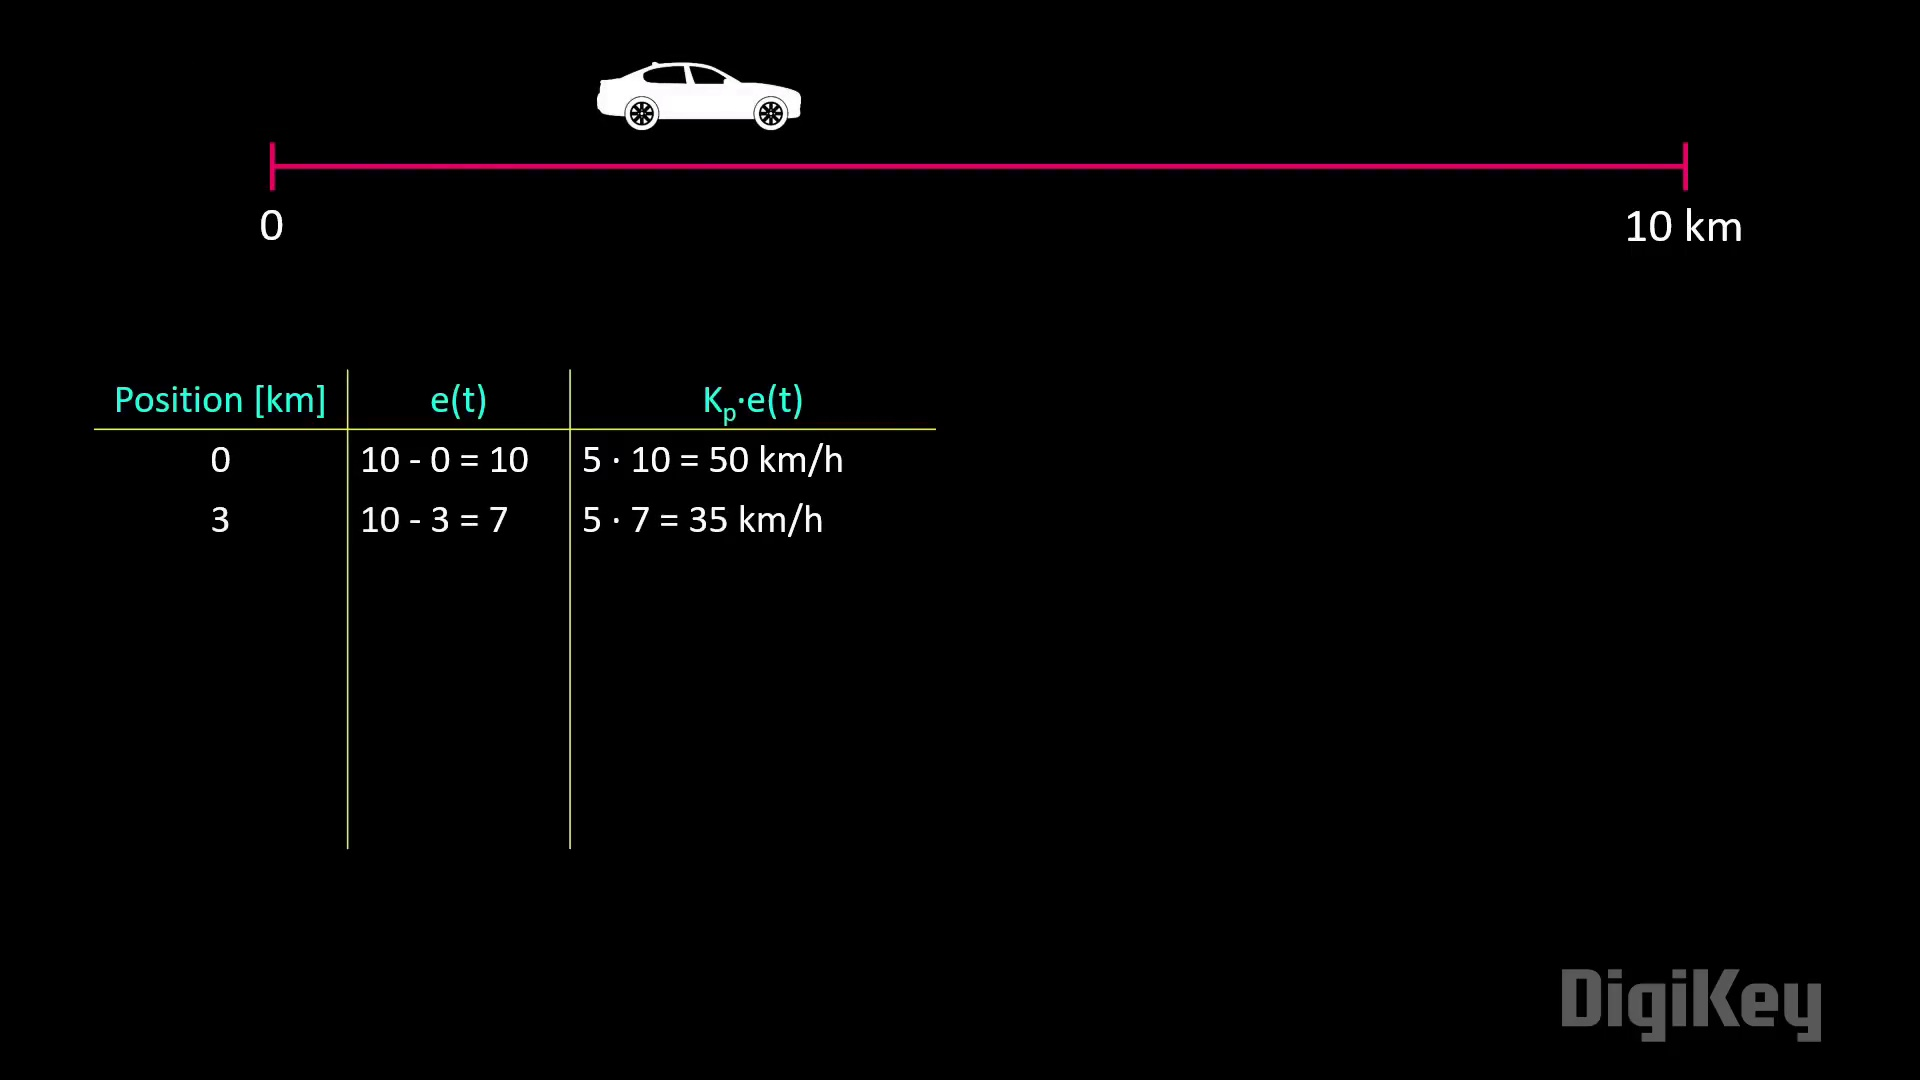 0
10 km
Position [km] e(t) Kp·e(t)
0 10 - 0 = 10 5 · 10 = 50 km/h
3 10 - 3 = 7 5 · 7 = 35 km/h
DigiKey